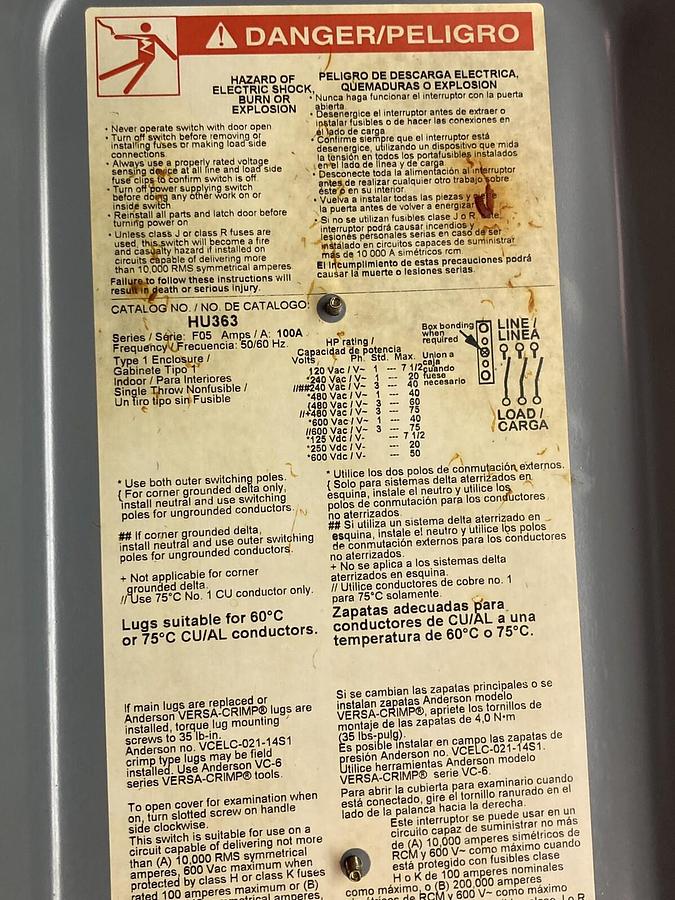 DANGER/PELIGRO
HAZARD OF
ELECTRIC SHOCK,
BURN OR
EXPLOSION
• Never operate switch with door open
• Turn off switch before removing or
installing fuses or making load side
connections
• Always use a properly rated voltage
sensing device at all line and load side
fuse clips to confirm switch is off.
• Turn off power supplying switch
before doing any other work on or
inside switch
• Reinstall all parts and latch door before
turning power on
• Unless class J or class R fuses are
used, this switch will become a fire
and casualty hazard if installed on
circuits capable of delivering more
than 10,000 RMS symmetrical amperes
Failure to follow these instructions will
result in death or serious injury.
PELIGRO DE DESCARGA ELECTRICA,
QUEMADURAS O EXPLOSION
• Nunca haga funcionar el interruptor con la puerta
abierta.
• Desenergice el interruptor antes de extraer o
instalar fusibles o de hacer las conexiones en
el lado de carga.
• Confirme siempre que el interruptor está
desenergice, utilizando un dispositivo que mida
la tensión en todos los portafusibles instalados
en el lado de línea y de carga.
• Desconecte toda la alimentación al interruptor
antes de realizar cualquier otro trabajo sobre
éste o en su interior.
• Vuelva a instalar todas las piezas y
la puerta antes de volver a energizar
• Si no se utilizan fusibles clase J o R
interruptor podrá causar incendios y
lesiones personales serias en caso de ser
instalado en circuitos capaces de suministrar
más de 10 000 A simétricos rcm
El incumplimiento de estas precauciones podrá
causar la muerte o lesiones serias.
CATALOG NO. / NO. DE CATALOGO:
HU363
Series / Série: F05 Amps / A: 100A
Frequency / Frecuencia: 50/60 Hz.
Type 1 Enclosure /
Gabinete Tipo 1
Indoor / Para Interiores
Single Throw Nonfusible /
Un tiro tipo sin Fusible
HP rating /
Capacidad de potencia
Volts Ph. Std. Max.
120 Vac / V~ 1 --- 7 1/2
*240 Vac / V~ 1 --- 20
//##240 Vac / V~ 3 --- 40
*480 Vac / V~ 1 --- 40
(480 Vac / V~ 3 --- 60
//+480 Vac / V~ 3 --- 75
*600 Vac / V~ 1 --- 40
//600 Vac / V~ 3 --- 75
*125 Vdc / V- --- 7 1/2
*250 Vdc / V- --- 20
*600 Vdc / V- --- 50
Box bonding
when
required
Union a
caja
cuando
fuese
necesario
LINE /
LINEA
LOAD /
CARGA
* Use both outer switching poles.
( For corner grounded delta only,
install neutral and use switching
poles for ungrounded conductors.
## If corner grounded delta,
install neutral and use outer switching
poles for ungrounded conductors.
+ Not applicable for corner
grounded delta.
// Use 75°C No. 1 CU conductor only.
Lugs suitable for 60°C
or 75°C CU/AL conductors.
* Utilice los dos polos de conmutación externos.
( Solo para sistemas delta aterrizados en
esquina, instale el neutro y utilice los
polos de conmutación para los conductores
no aterrizados.
## Si utiliza un sistema delta aterrizado en
esquina, instale el neutro y utilice los polos
de conmutación externos para los conductores
no aterrizados.
+ No se aplica a los sistemas delta
aterrizados en esquina.
// Utilice conductores de cobre no. 1
para 75°C solamente.
Zapatas adecuadas para
conductores de CU/AL a una
temperatura de 60°C o 75°C.
If main lugs are replaced or
Anderson VERSA-CRIMP® lugs are
installed, torque lug mounting
screws to 35 lb-in.
Anderson no. VCELC-021-14S1
crimp type lugs may be field
installed. Use Anderson VC-6
series VERSA-CRIMP® tools.
To open cover for examination when
on, turn slotted screw on handle
side clockwise.
This switch is suitable for use on a
circuit capable of delivering not more
than (A) 10,000 RMS symmetrical
amperes, 600 Vac maximum when
protected by class H or class K fuses
rated 100 amperes maximum or (B)
Si se cambian las zapatas principales o se
instalan zapatas Anderson modelo
VERSA-CRIMP®, apriete los tornillos de
montaje de las zapatas de 4,0 N•m
(35 lbs-pulg).
Es posible instalar en campo las zapatas de
presión Anderson no. VCELC-021-14S1.
Utilice herramientas Anderson modelo
VERSA-CRIMP® serie VC-6.
Para abrir la cubierta para examinario cuando
está conectado, gire el tornillo ranurado en el
lado de la palanca hacia la derecha.
Este interruptor se puede usar en un
circuito capaz de suministrar no más
de (A) 10,000 amperes simétricos de
RCM y 600 V~ como máximo cuando
está protegido con fusibles clase
H o K de 100 amperes nominales
como máximo, o (B) 200,000 amperes